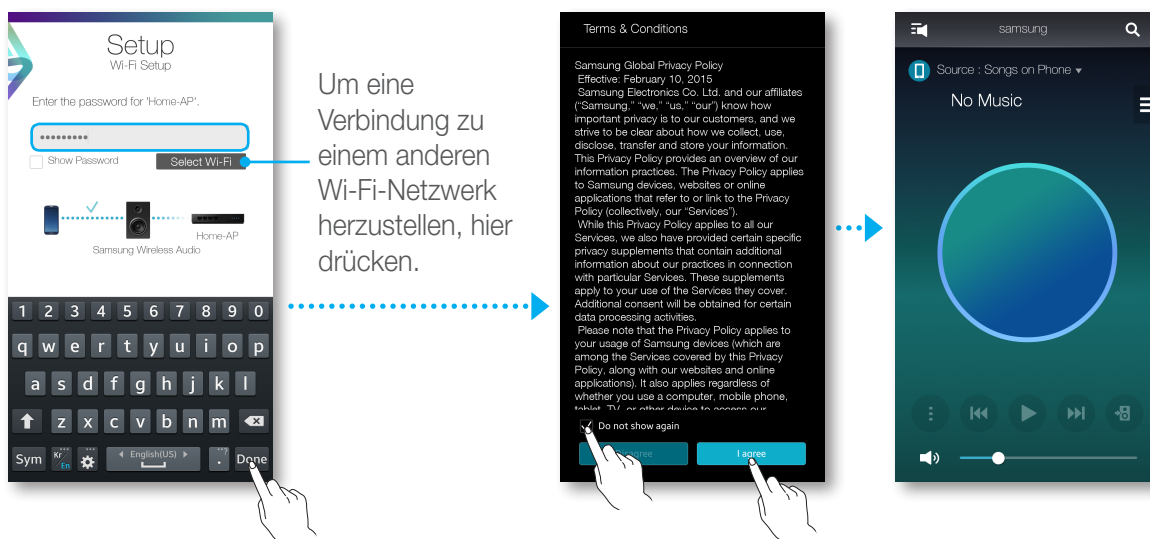 Setup
Wi-Fi Setup
Enter the password for 'Home-AP'.
Show Password
Select Wi-Fi
Home-AP
Samsung Wireless Audio
1 2 3 4 5 6 7 8 9 0
q w e r t y u i o p
a s d f g h j k l
z x c v b n m
Sym Kr/En English(US) . ? Done
Um eine
Verbindung zu
einem anderen
Wi-Fi-Netzwerk
herzustellen, hier
drücken.
Terms & Conditions
Samsung Global Privacy Policy
Effective: February 10, 2015
Samsung Electronics Co. Ltd. and our affiliates
("Samsung," "we," "us," "our") know how
important privacy is to our customers, and we
strive to be clear about how we collect, use,
disclose, transfer and store your information.
This Privacy Policy provides an overview of our
information practices. The Privacy Policy applies
to Samsung devices, websites or online
applications that refer to or link to the Privacy
Policy (collectively, our "Services").
While this Privacy Policy applies to all our
Services, we also have provided certain specific
privacy supplements that contain additional
information about our practices in connection
with particular Services. These supplements
apply to your use of the Services they cover.
Additional consent will be obtained for certain
data processing activities.
Please note that the Privacy Policy applies to
your usage of Samsung devices (which are
among the Services covered by this Privacy
Policy, along with our websites and online
applications). It also applies regardless of
whether you use a computer, mobile phone,
tablet, TV, or other device to access our
Do not show again
Disagree
I agree
samsung
Source : Songs on Phone
No Music